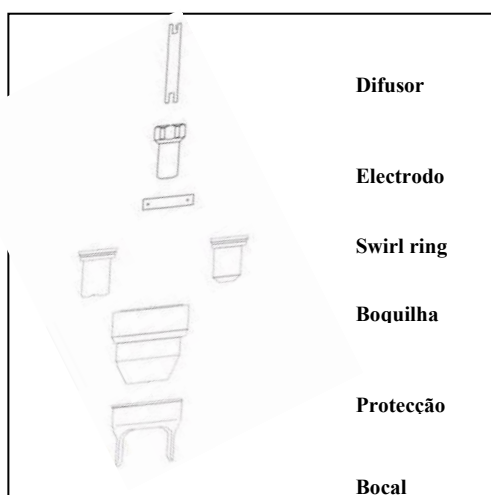 Difusor
Electrodo
Swirl ring
Boquilha
Protecção
Bocal